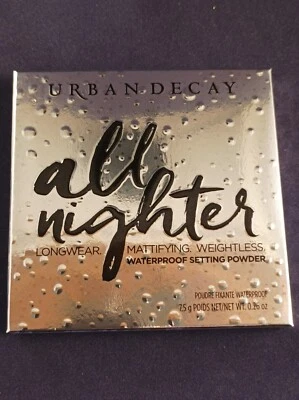 URBAN DECAY
all
nighter
LONGWEAR. MATTIFYING. WEIGHTLESS.
WATERPROOF SETTING POWDER
POUDRE FIXANTE WATERPROOF
7.5 g POIDS NET/NET WT. 0.26 oz